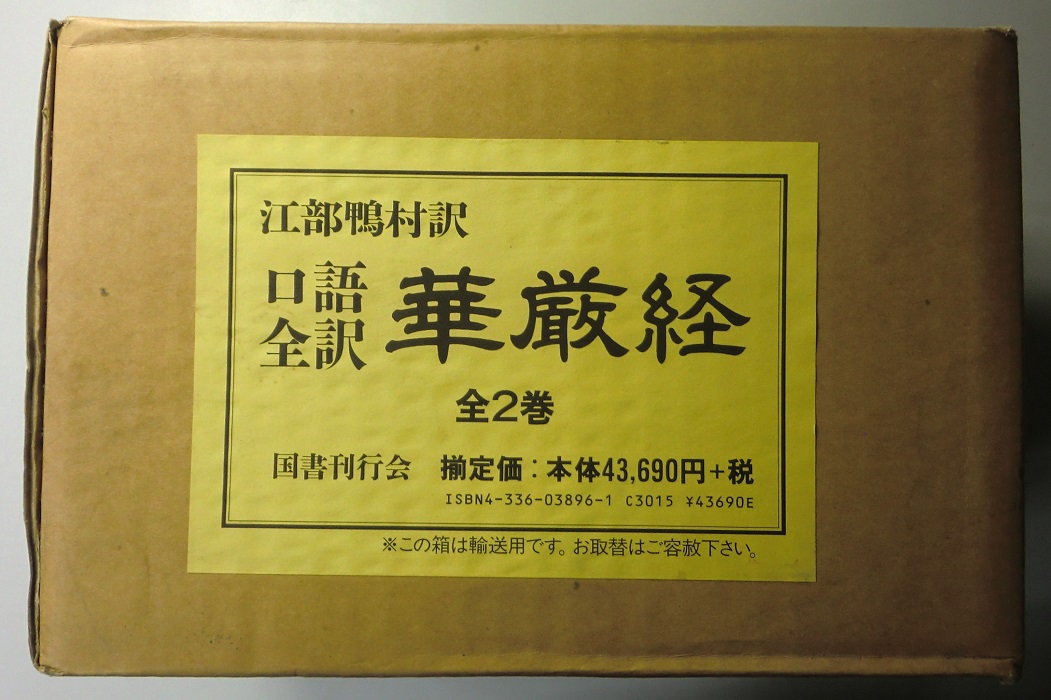 江部鴨村訳
口語全訳 華厳経
全2巻
国書刊行会 揃定価：本体43,690円+税
ISBN4-336-03896-1 C3015 ¥43690E
※この箱は輸送用です。お取替はご容赦下さい。